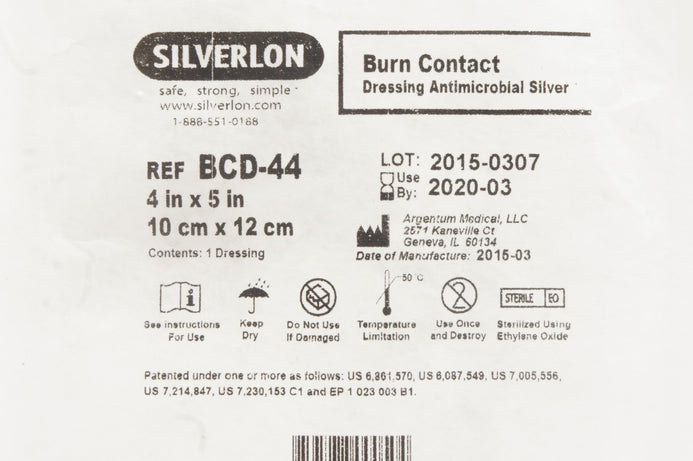 SILVERLON
safe, strong, simple
www.silverlon.com
1-888-551-0188
Burn Contact
Dressing Antimicrobial Silver
REF BCD-44
4 in x 5 in
10 cm x 12 cm
Contents: 1 Dressing
LOT: 2015-0307
Use By: 2020-03
Argentum Medical, LLC
2571 Kaneville Ct
Geneva, IL 60134
Date of Manufacture: 2015-03
i
50 °C
2
STERILE EO
See Instructions For Use
Keep Dry
Do Not Use If Damaged
Temperature Limitation
Use Once and Destroy
Sterilized Using Ethylene Oxide
Patented under one or more as follows: US 6,861,570, US 6,087,549, US 7,005,556,
US 7,214,847, US 7,230,153 C1 and EP 1 023 003 B1.